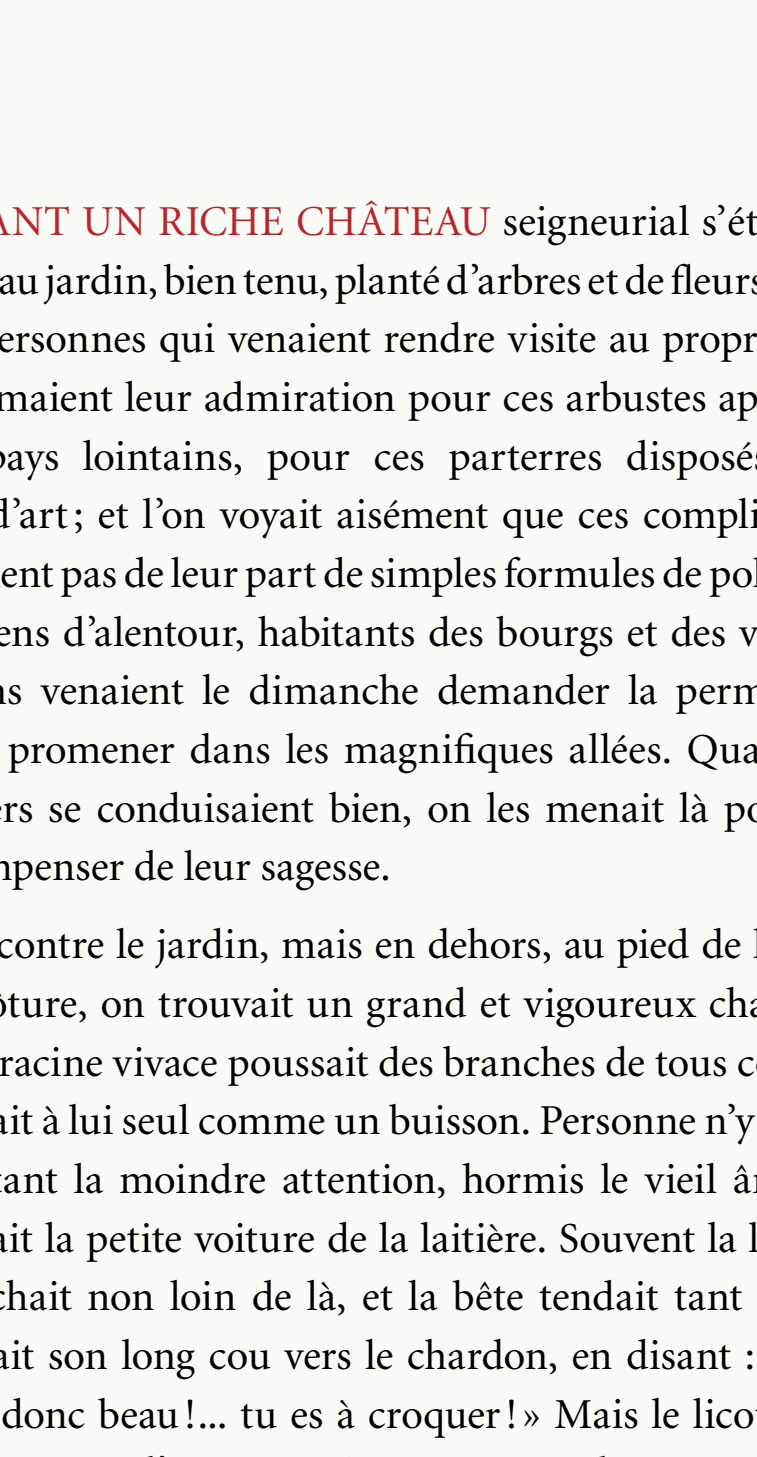 ANT UN RICHE CHÂTEAU seigneurial s’ét
au jardin, bien tenu, planté d’arbres et de fleurs
ersonnes qui venaient rendre visite au propr
maient leur admiration pour ces arbustes ap
pays lointains, pour ces parterres disposés
d’art ; et l’on voyait aisément que ces compli
ent pas de leur part de simples formules de pol
ens d’alentour, habitants des bourgs et des v
ns venaient le dimanche demander la perm
promener dans les magnifiques allées. Qua
ers se conduisaient bien, on les menait là po
mpenser de leur sagesse.
contre le jardin, mais en dehors, au pied de l
ôture, on trouvait un grand et vigoureux cha
racine vivace poussait des branches de tous c
ait à lui seul comme un buisson. Personne n’y
tant la moindre attention, hormis le vieil ân
ait la petite voiture de la laitière. Souvent la l
chait non loin de là, et la bête tendait tant
ait son long cou vers le chardon, en disant :
donc beau !... tu es à croquer ! » Mais le lico